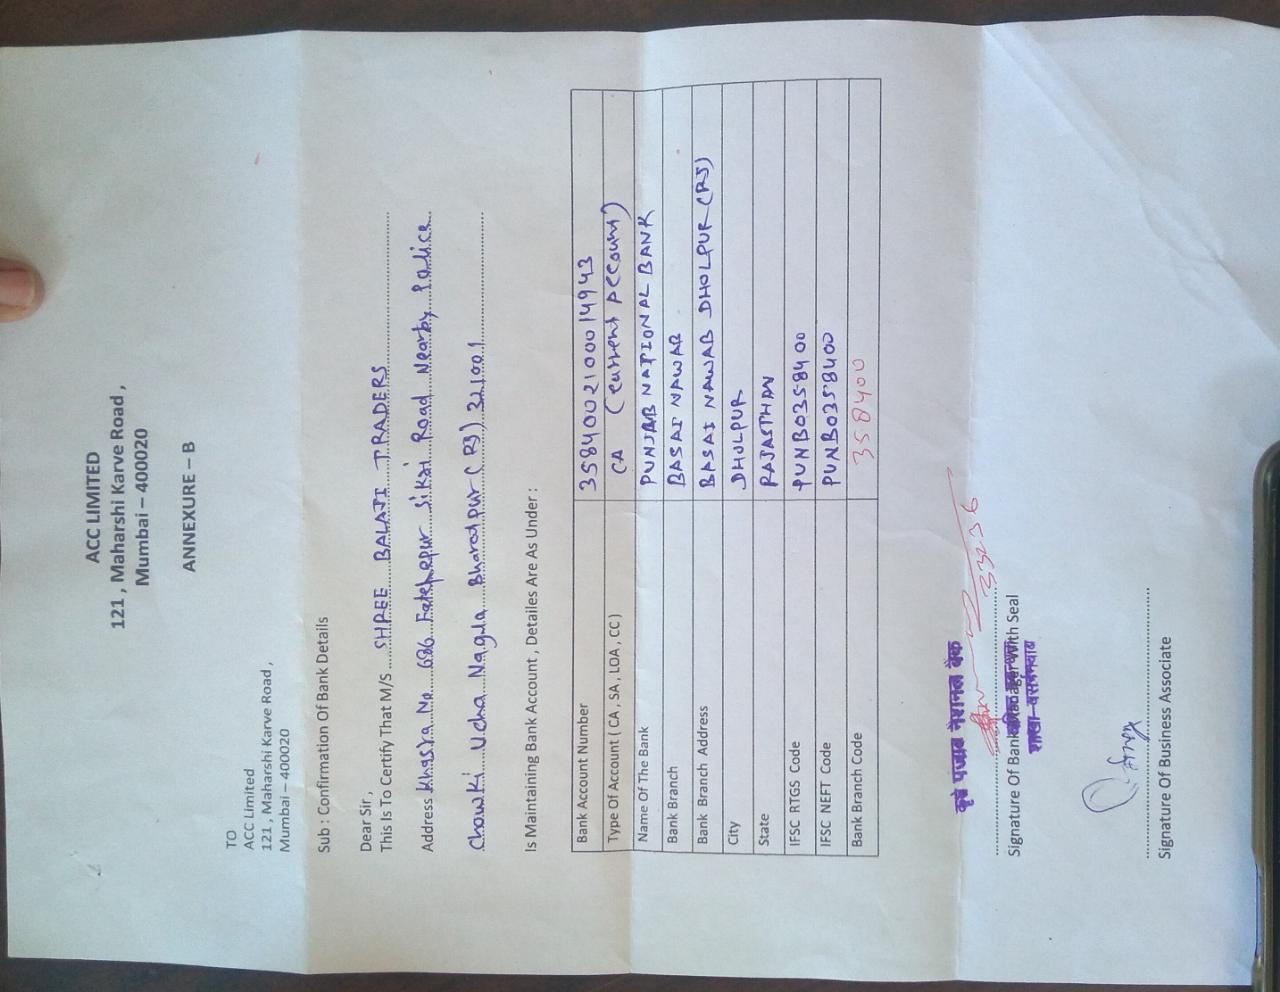 ACC LIMITED
121 , Maharshi Karve Road ,
Mumbai – 400020
ANNEXURE – B
TO
ACC Limited
121 , Maharshi Karve Road ,
Mumbai – 400020
Sub : Confirmation Of Bank Details
Dear Sir ,
This Is To Certify That M/S SHREE BALAJI TRADERS
Address Khasra No 686 Fatehpur Sikri Road Nearby Police
Chowki Ucha Nagla Bharatpur (RJ) 321001
Is Maintaining Bank Account , Detailes Are As Under :
Bank Account Number 3584002100014943
Type Of Account ( CA , SA , LOA , CC ) CA (Current Account)
Name Of The Bank PUNJAB NATIONAL BANK
Bank Branch BASAI NAWAB
Bank Branch Address BASAI NAWAB DHOLPUR (RJ)
City DHOLPUR
State RAJASTHAN
IFSC RTGS Code PUNB0358400
IFSC NEFT Code PUNB0358400
Bank Branch Code 358400
कृते पंजाब नैशनल बैंक
33236
Signature Of Bank Manager With Seal
शाखा-बसईनवाब
Signature Of Business Associate